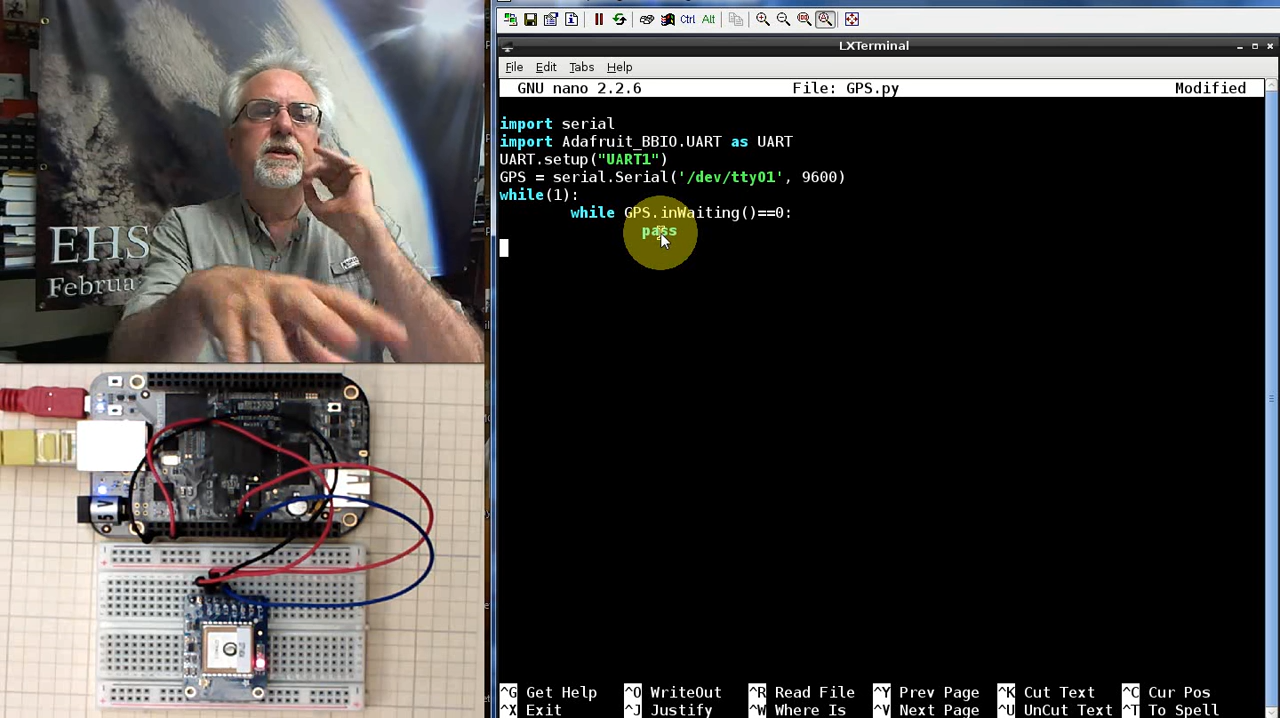 EHS
Februa
5 V
Ctrl Alt
LXTerminal
File Edit Tabs Help
GNU nano 2.2.6 File: GPS.py Modified
import serial
import Adafruit_BBIO.UART as UART
UART.setup("UART1")
GPS = serial.Serial('/dev/ttyO1', 9600)
while(1):
while GPS.inWaiting()==0:
pass
^G Get Help ^O WriteOut ^R Read File ^Y Prev Page ^K Cut Text ^C Cur Pos
^X Exit ^J Justify ^W Where Is ^V Next Page ^U UnCut Text ^T To Spell